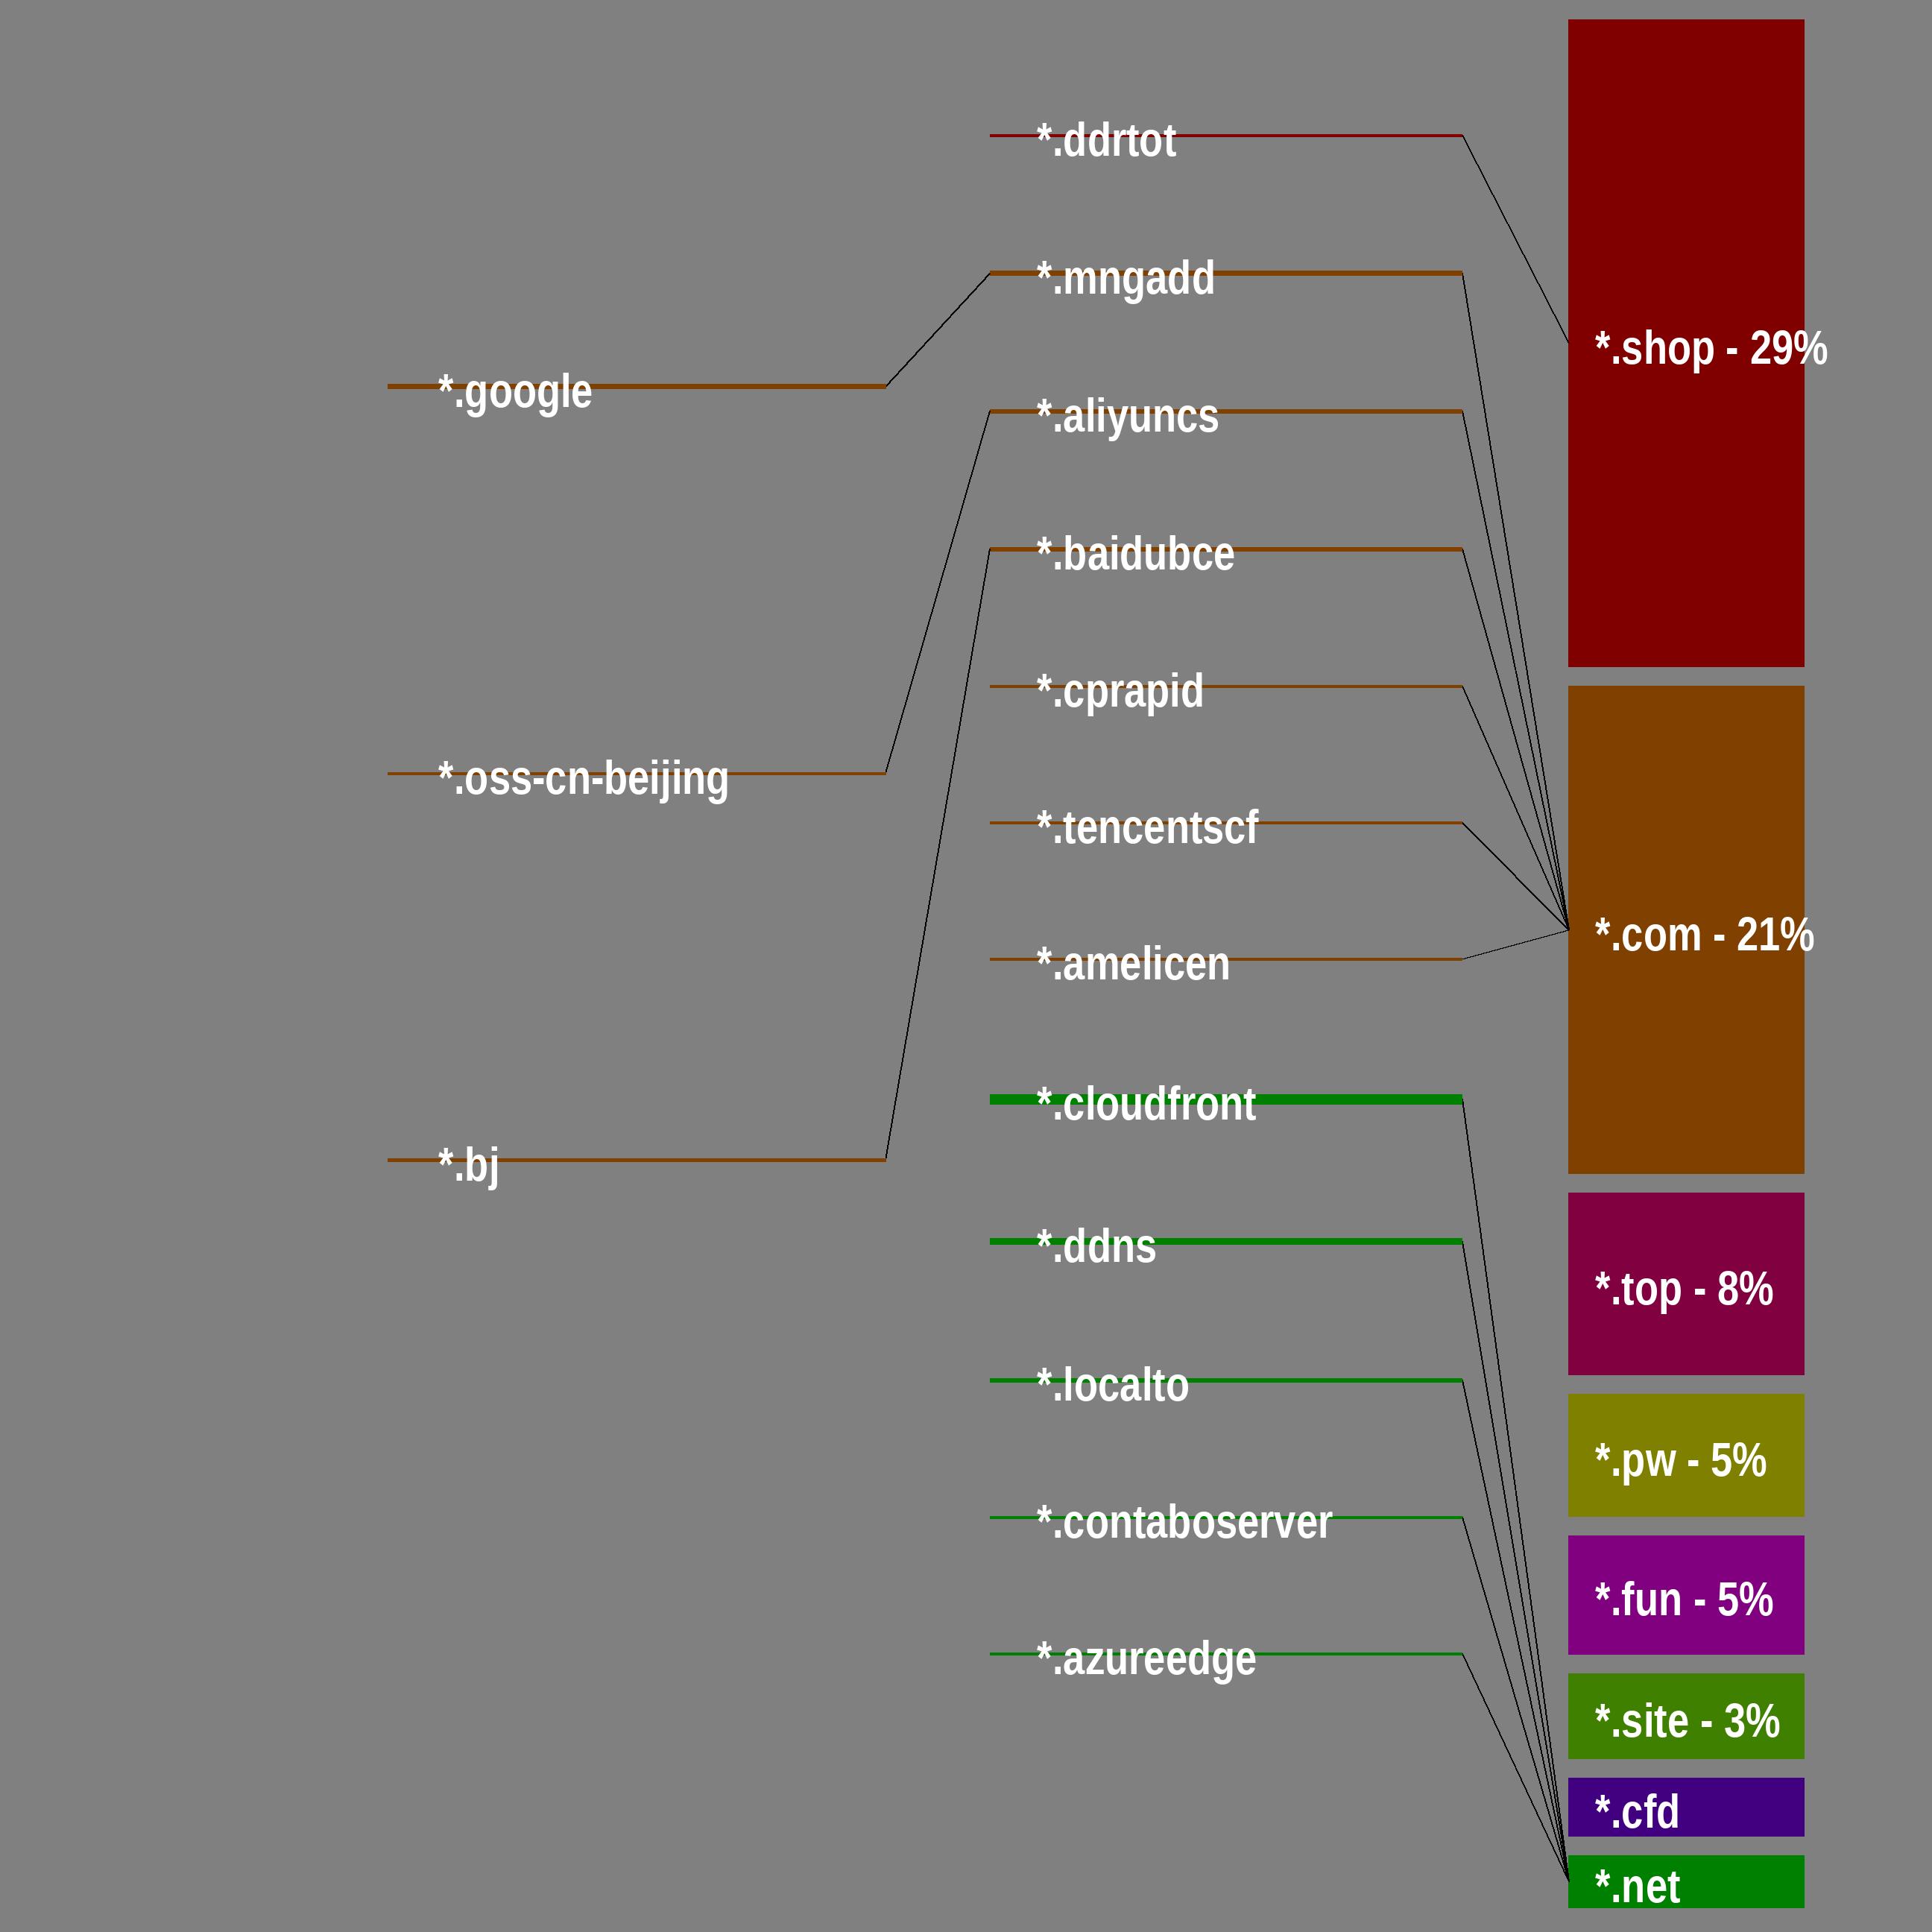 *.google
*.oss-cn-beijing
*.bj
*.ddrtot
*.mngadd
*.aliyuncs
*.baidubce
*.cprapid
*.tencentscf
*.amelicen
*.cloudfront
*.ddns
*.localto
*.contaboserver
*.azureedge
*.shop - 29%
*.com - 21%
*.top - 8%
*.pw - 5%
*.fun - 5%
*.site - 3%
*.cfd
*.net